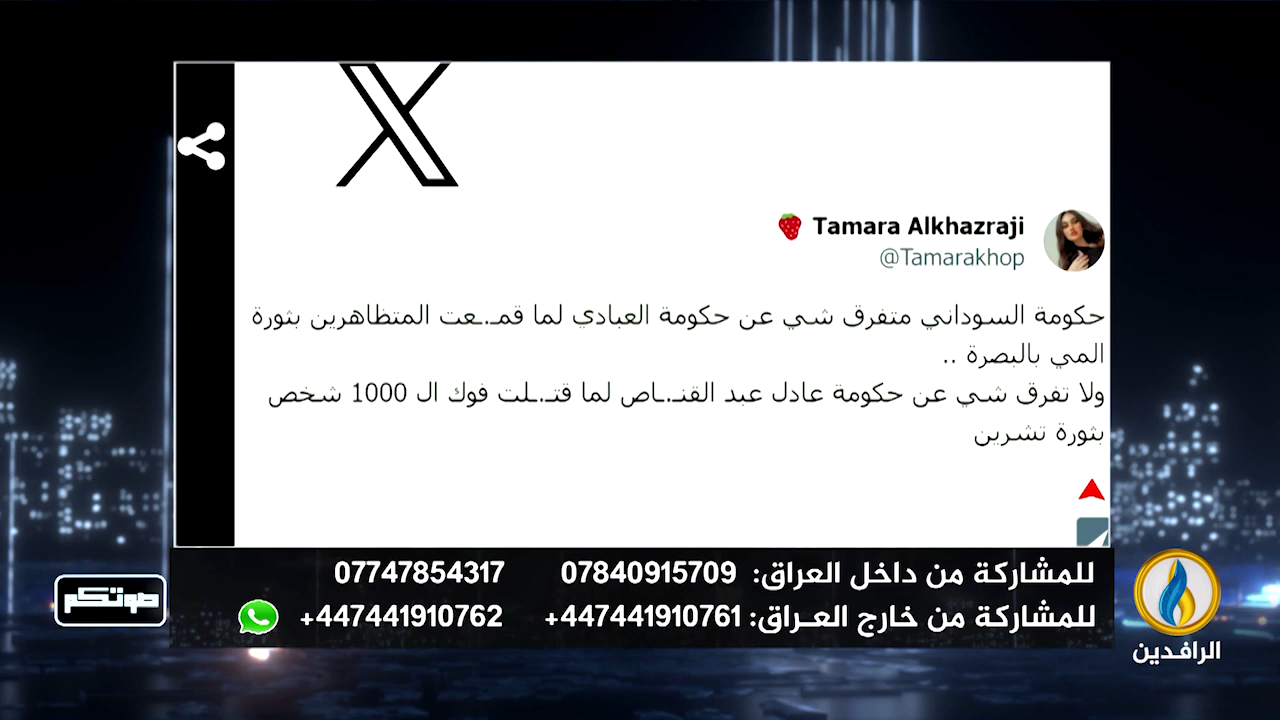 Tamara Alkhazraji
@Tamarakhop
حكومة السوداني متفرق شي عن حكومة العبادي لما قمـ.ـعت المتظاهرين بثورة
المي بالبصرة ..
ولا تفرق شي عن حكومة عادل عبد القنـ.ـاص لما قتـ.ـلت فوك ال 1000 شخص
بثورة تشرين
للمشاركة من داخل العراق: 07840915709 07747854317
للمشاركة من خارج العـراق: 447441910761+ 447441910762+
صوتكم
الرافدين